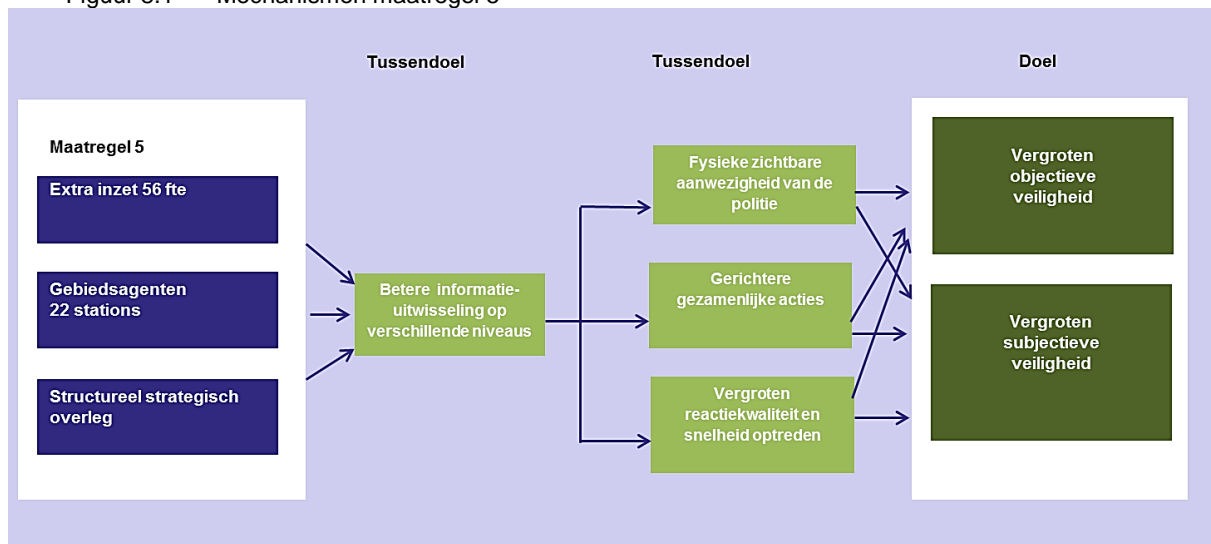 Tussendoel
Tussendoel
Doel
Maatregel 5
Extra inzet 56 fte
Gebiedsagenten
22 stations
Structureel strategisch
overleg
Betere informatie-
uitwisseling op
verschillende niveaus
Fysieke zichtbare
aanwezigheid van de
politie
Gerichtere
gezamenlijke acties
Vergroten
reactiekwaliteit en
snelheid optreden
Vergroten
objectieve
veiligheid
Vergroten
subjectieve
veiligheid